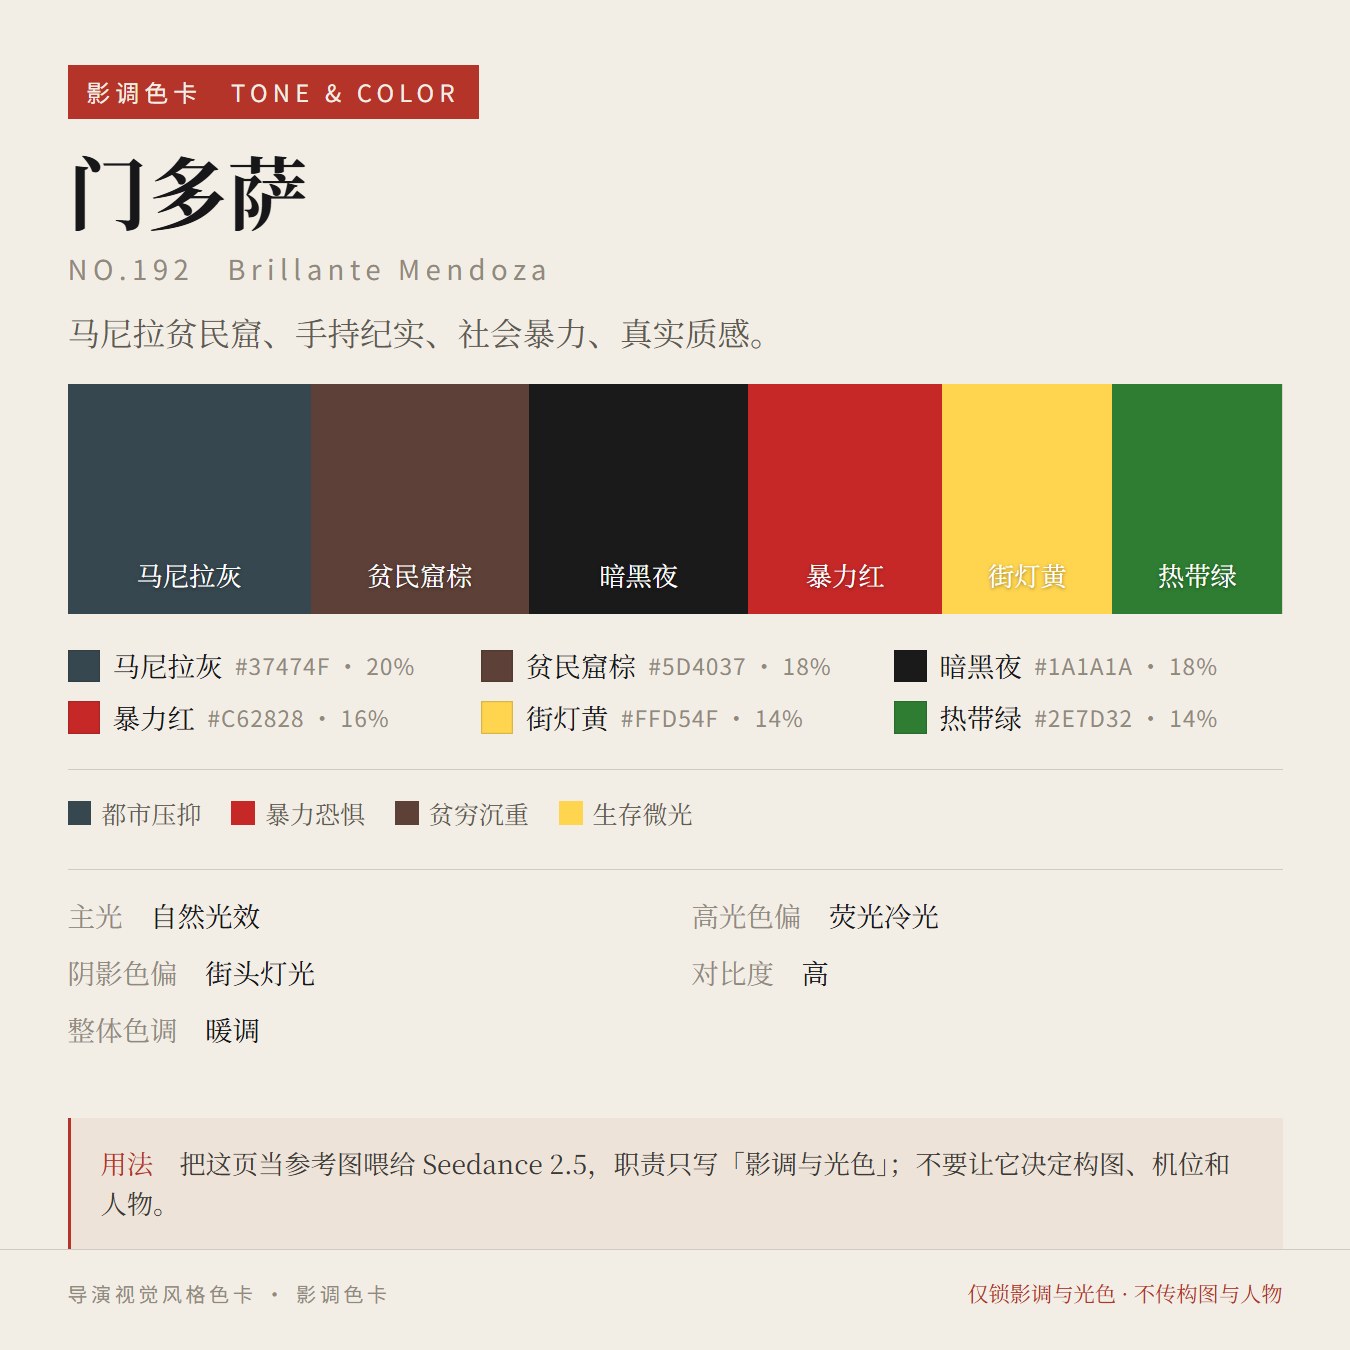 影调色卡 TONE & COLOR
门多萨
NO.192 Brillante Mendoza
马尼拉贫民窟、手持纪实、社会暴力、真实质感。
马尼拉灰 贫民窟棕 暗黑夜 暴力红 街灯黄 热带绿
马尼拉灰 #37474F • 20% 贫民窟棕 #5D4037 • 18% 暗黑夜 #1A1A1A • 18%
暴力红 #C62828 • 16% 街灯黄 #FFD54F • 14% 热带绿 #2E7D32 • 14%
都市压抑 暴力恐惧 贫穷沉重 生存微光
主光 自然光效 高光色偏 荧光冷光
阴影色偏 街头灯光 对比度 高
整体色调 暖调
用法 把这页当参考图喂给 Seedance 2.5，职责只写「影调与光色」；不要让它决定构图、机位和
人物。
导演视觉风格色卡 • 影调色卡 仅锁影调与光色 · 不传构图与人物